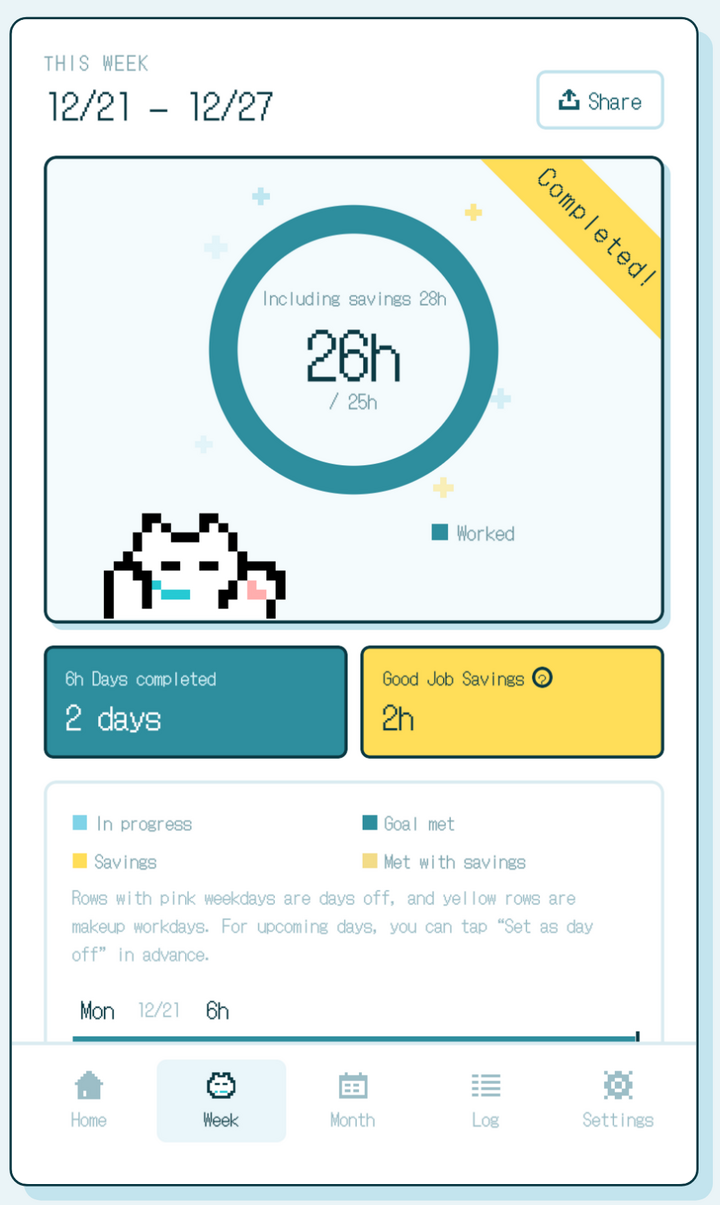 THIS WEEK
12/21 – 12/27
Share
Completed!
Including savings 28h
26h
/ 25h
Worked
6h Days completed
2 days
Good Job Savings ?
2h
In progress
Goal met
Savings
Met with savings
Rows with pink weekdays are days off, and yellow rows are
makeup workdays. For upcoming days, you can tap “Set as day
off” in advance.
Mon 12/21 6h
Home
Week
Month
Log
Settings